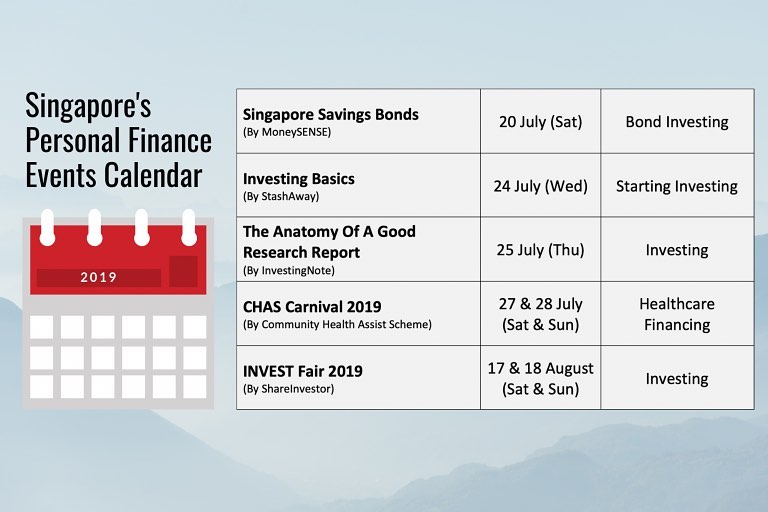 Singapore's
Personal Finance
Events Calendar
2019
Singapore Savings Bonds
(By MoneySENSE)
20 July (Sat)
Bond Investing
Investing Basics
(By StashAway)
24 July (Wed)
Starting Investing
The Anatomy Of A Good
Research Report
(By InvestingNote)
25 July (Thu)
Investing
CHAS Carnival 2019
(By Community Health Assist Scheme)
27 & 28 July
(Sat & Sun)
Healthcare
Financing
INVEST Fair 2019
(By ShareInvestor)
17 & 18 August
(Sat & Sun)
Investing